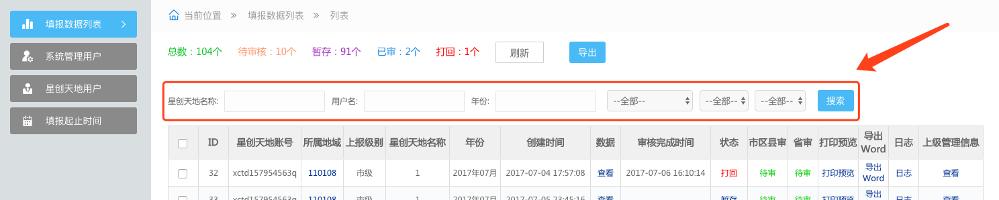 填报数据列表
系统管理用户
星创天地用户
填报起止时间
当前位置 » 填报数据列表 » 列表
总数：104个 待审核：10个 暂存：91个 已审：2个 打回：1个 刷新 导出
星创天地名称: 用户名: 年份: --全部-- --全部-- --全部-- 搜索
ID 星创天地账号 所属地域 上报级别 星创天地名称 年份 创建时间 数据 审核完成时间 状态 市区县审 省审 打印预览 导出 Word 日志 上级管理信息
32 xctd157954563q 110108 市级 1 2017年07月 2017-07-04 17:57:08 查看 2017-07-06 16:10:14 打回 待审 待审 打印预览 导出 Word 日志 查看
33 xctd157954563q 110108 市级 1 2017年07月 2017-07-05 23:45:16 查看 暂存 待审 待审 打印预览 导出 日志 查看